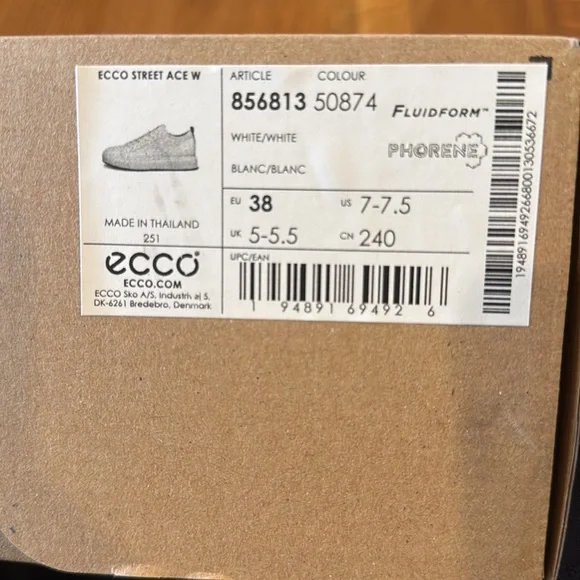 ECCO STREET ACE W
MADE IN THAILAND
251
ecco
ECCO.COM
ECCO Sko A/S, Industrivej 5,
DK-6261 Bredebro, Denmark
ARTICLE COLOUR
856813 50874
FLUIDFORM™
WHITE/WHITE
PHORENE
BLANC/BLANC
EU 38 US 7-7.5
UK 5-5.5 CN 240
UPC/EAN
1 94891 69492 6
1948916949266800130536672